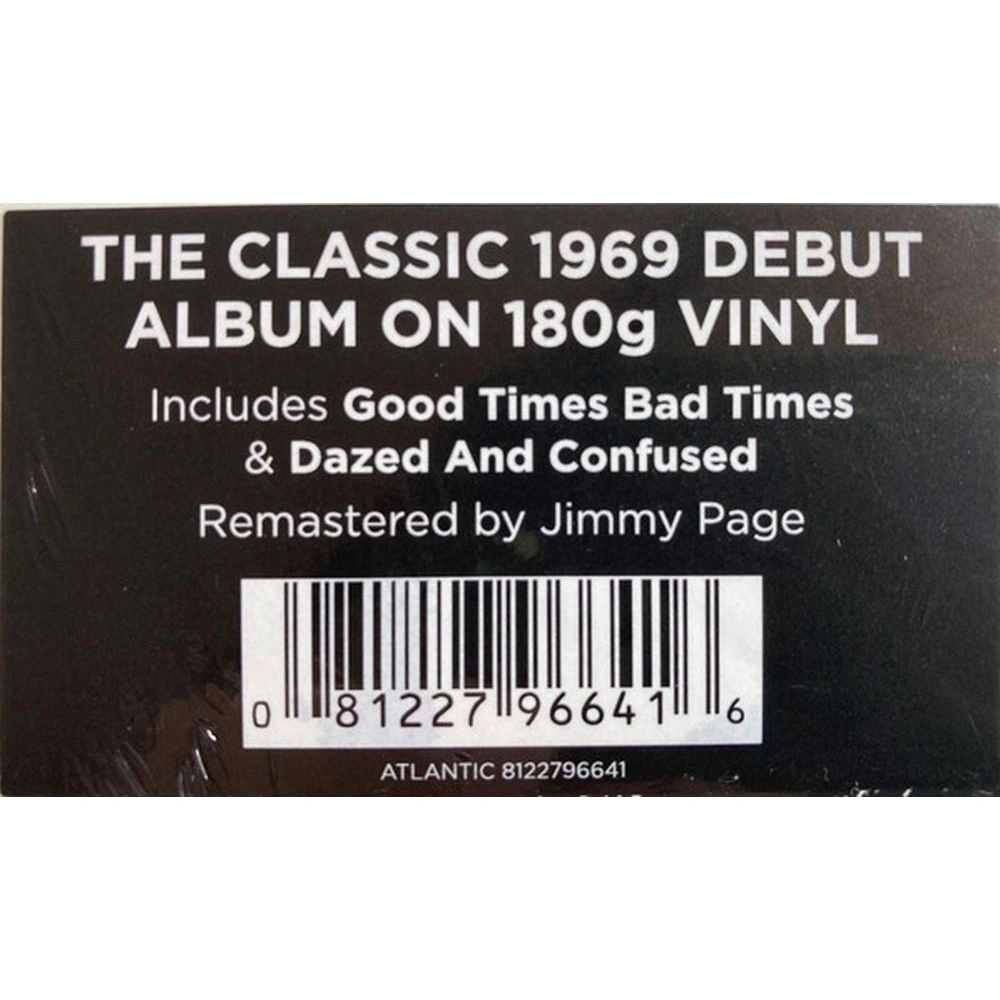 THE CLASSIC 1969 DEBUT
ALBUM ON 180g VINYL
Includes Good Times Bad Times
& Dazed And Confused
Remastered by Jimmy Page
0 81227 96641 6
ATLANTIC 8122796641